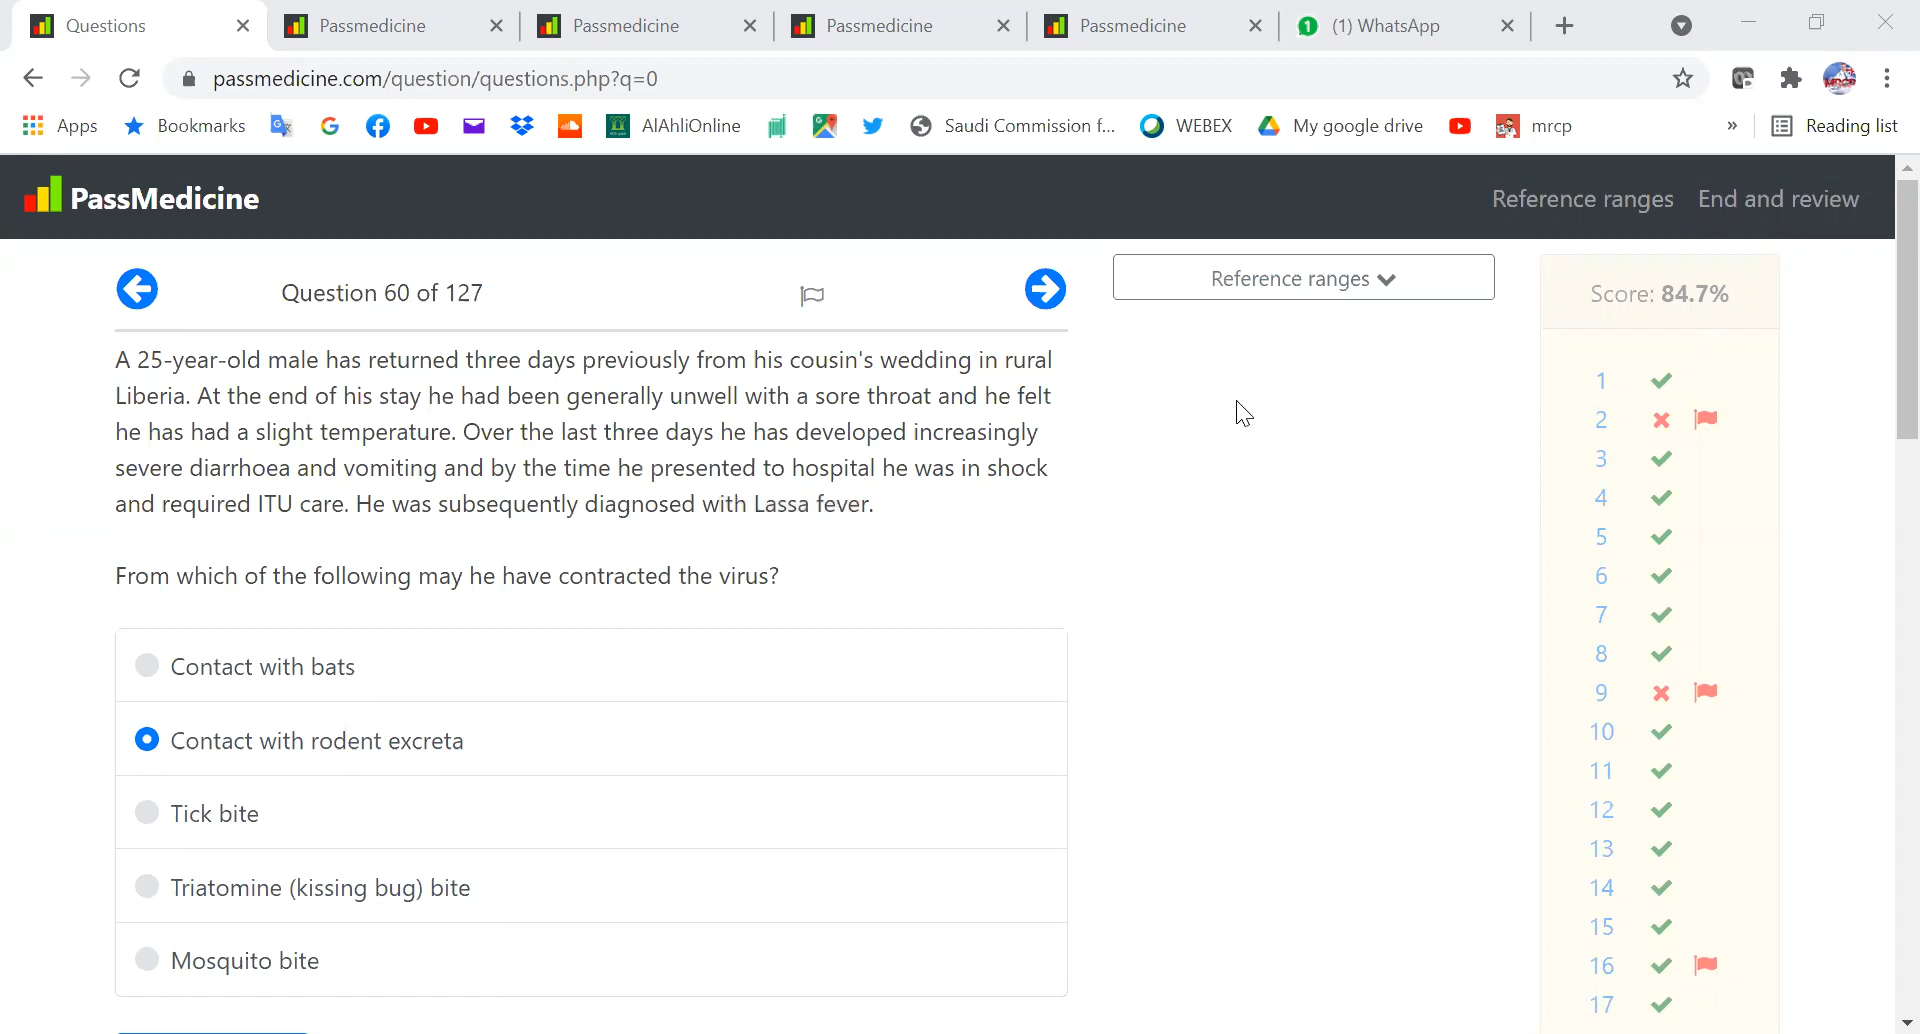 Questions
Passmedicine
Passmedicine
Passmedicine
Passmedicine
1
(1) WhatsApp
passmedicine.com/question/questions.php?q=0
Apps
Bookmarks
G
AlAhliOnline
Saudi Commission f...
WEBEX
My google drive
mrcp
»
Reading list
PassMedicine
Reference ranges
End and review
Question 60 of 127
Reference ranges
Score: 84.7%
A 25-year-old male has returned three days previously from his cousin's wedding in rural
Liberia. At the end of his stay he had been generally unwell with a sore throat and he felt
he has had a slight temperature. Over the last three days he has developed increasingly
severe diarrhoea and vomiting and by the time he presented to hospital he was in shock
and required ITU care. He was subsequently diagnosed with Lassa fever.
From which of the following may he have contracted the virus?
Contact with bats
Contact with rodent excreta
Tick bite
Triatomine (kissing bug) bite
Mosquito bite
1
2
3
4
5
6
7
8
9
10
11
12
13
14
15
16
17